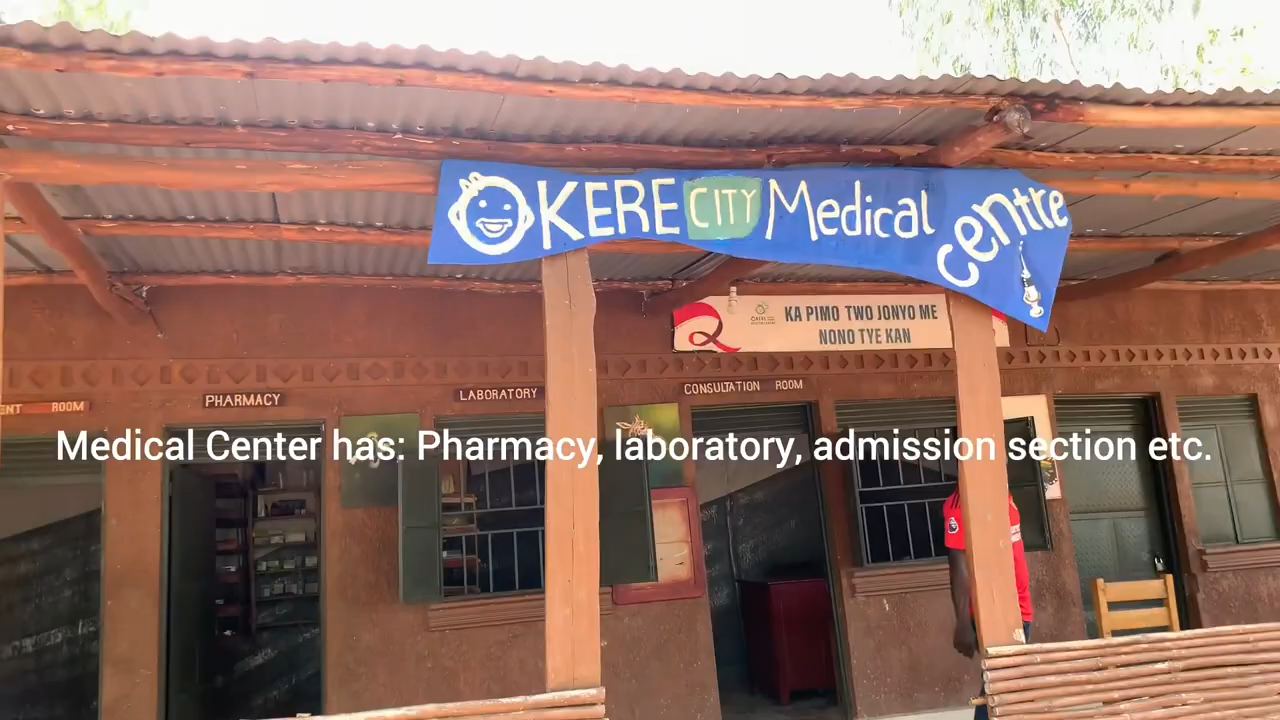 OKERE CITY Medical centre
KA PIMO TWO JONYO ME
NONO TYE KAN
ENT ROOM
PHARMACY
LABORATORY
CONSULTATION ROOM
Medical Center has: Pharmacy, laboratory, admission section etc.